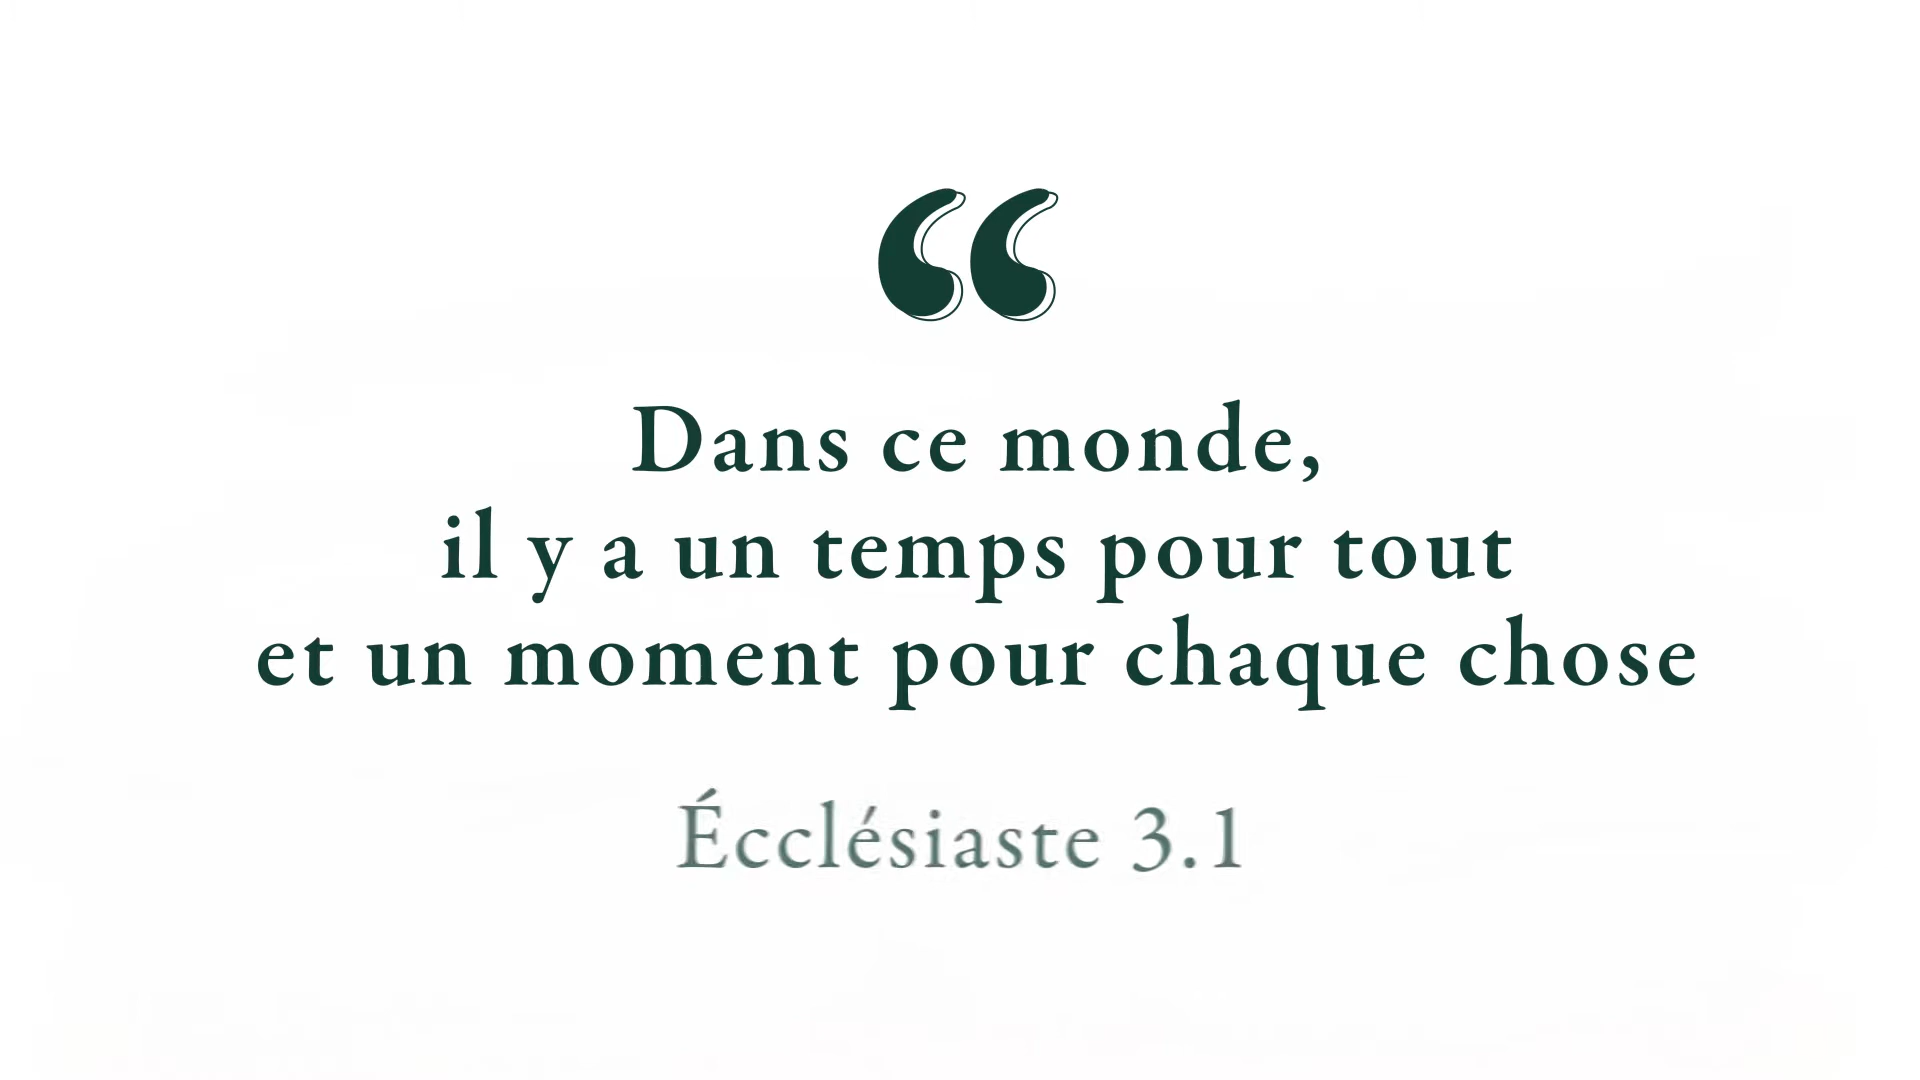 “
Dans ce monde,
il y a un temps pour tout
et un moment pour chaque chose
Écclésiaste 3.1